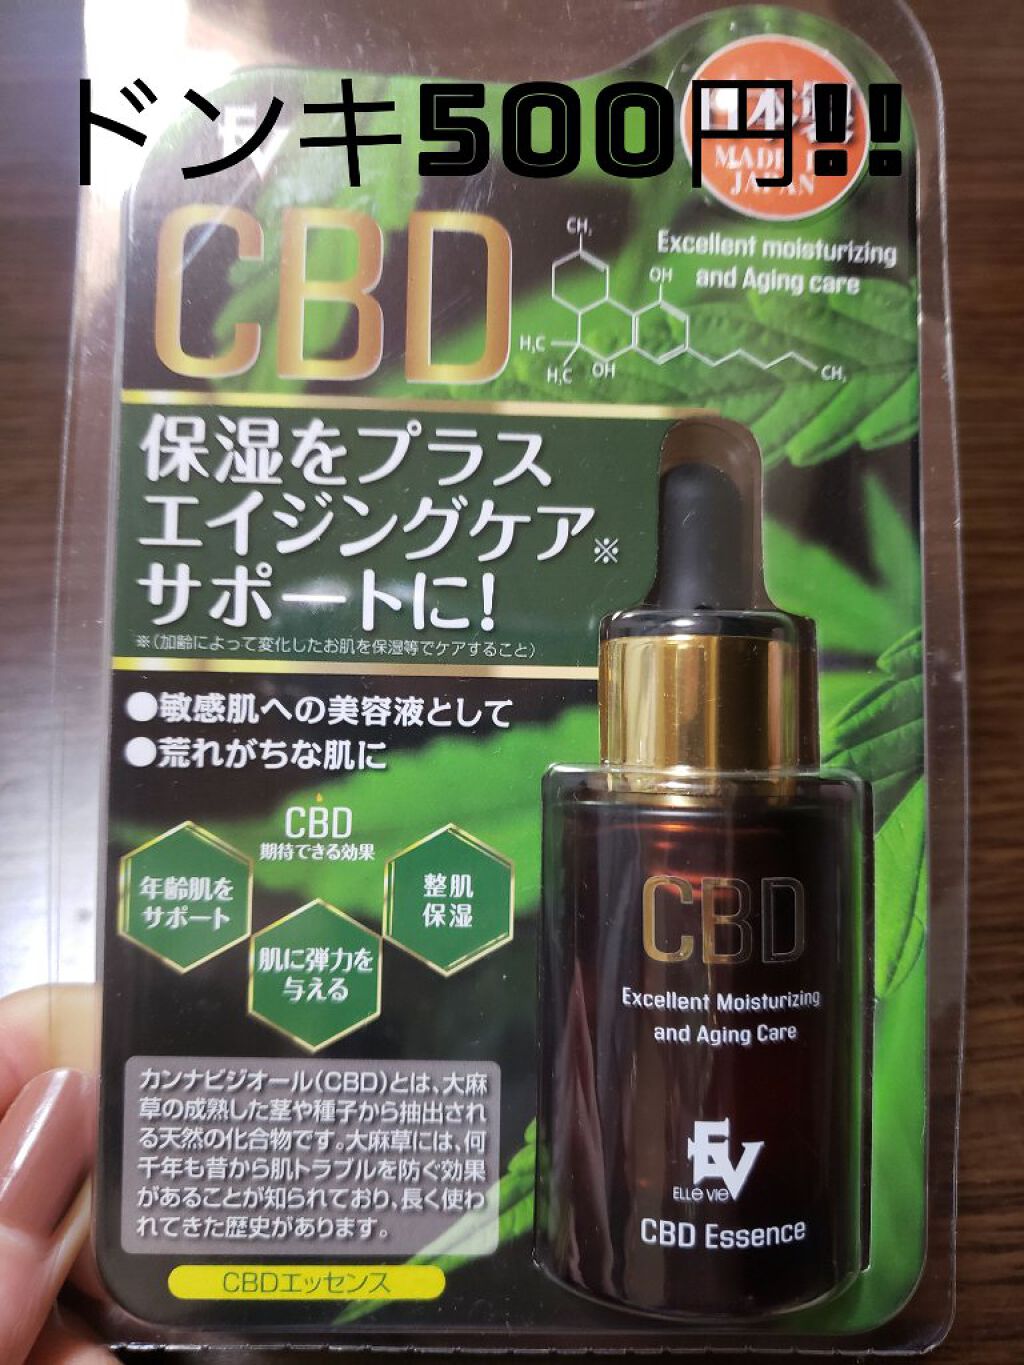 ドンキ500円!!
EV
日本製
MADE IN
JAPAN
CBD
Excellent moisturizing
and Aging care
CH₃
OH
H₃C
H₃C
OH
CH₃
保湿をプラス
エイジングケア※
サポートに!
※(加齢によって変化したお肌を保湿等でケアすること)
●敏感肌への美容液として
●荒れがちな肌に
CBD
期待できる効果
年齢肌を
サポート
肌に弾力を
与える
整肌
保湿
カンナビジオール(CBD)とは、大麻
草の成熟した茎や種子から抽出され
る天然の化合物です。大麻草には、何
千年も昔から肌トラブルを防ぐ効果
があることが知られており、長く使わ
れてきた歴史があります。
CBDエッセンス
CBD
Excellent Moisturizing
and Aging Care
EV
ELLe vie
CBD Essence